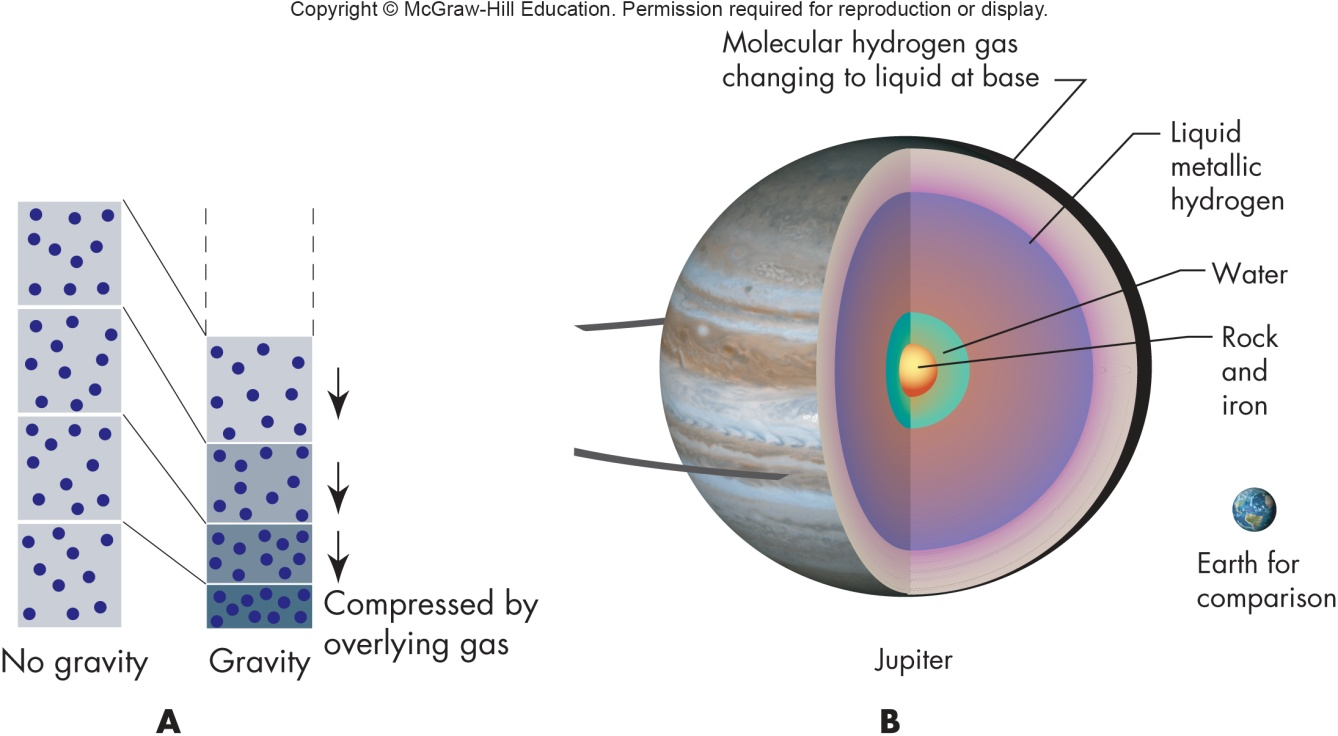 Copyright © McGraw-Hill Education. Permission required for reproduction or display.
Molecular hydrogen gas
changing to liquid at base
Liquid
metallic
hydrogen
Water
Rock
and
iron
Earth for
comparison
Compressed by
overlying gas
No gravity
Gravity
Jupiter
A
B